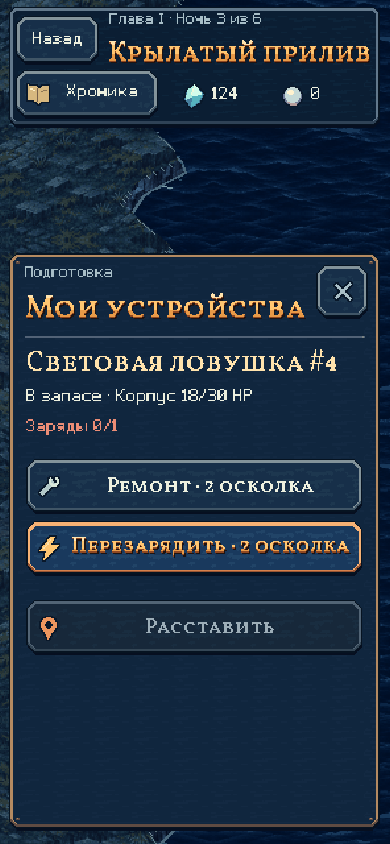 Назад
Глава I · Ночь 3 из 6
Крылатый прилив
Хроника
124
0
Подготовка
Мои устройства
Световая ловушка #4
В запасе · Корпус 18/30 HP
Заряды 0/1
Ремонт · 2 осколка
Перезарядить · 2 осколка
Расставить